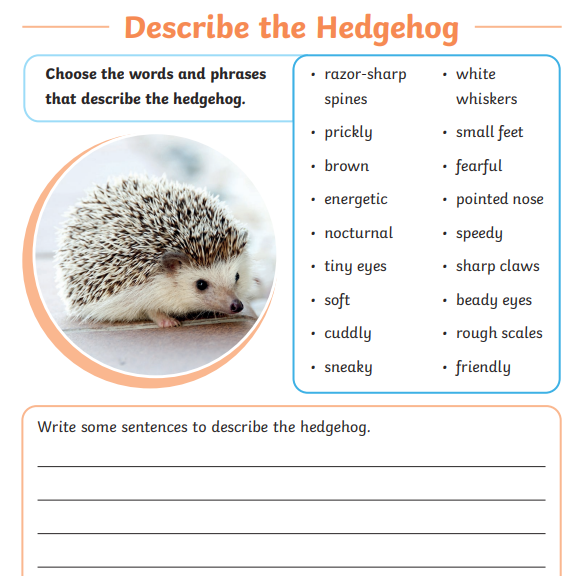 Describe the Hedgehog
Choose the words and phrases
that describe the hedgehog.
• razor-sharp
spines
• prickly
• brown
• energetic
• nocturnal
• tiny eyes
• soft
• cuddly
• sneaky
• white
whiskers
• small feet
• fearful
• pointed nose
• speedy
• sharp claws
• beady eyes
• rough scales
• friendly
Write some sentences to describe the hedgehog.